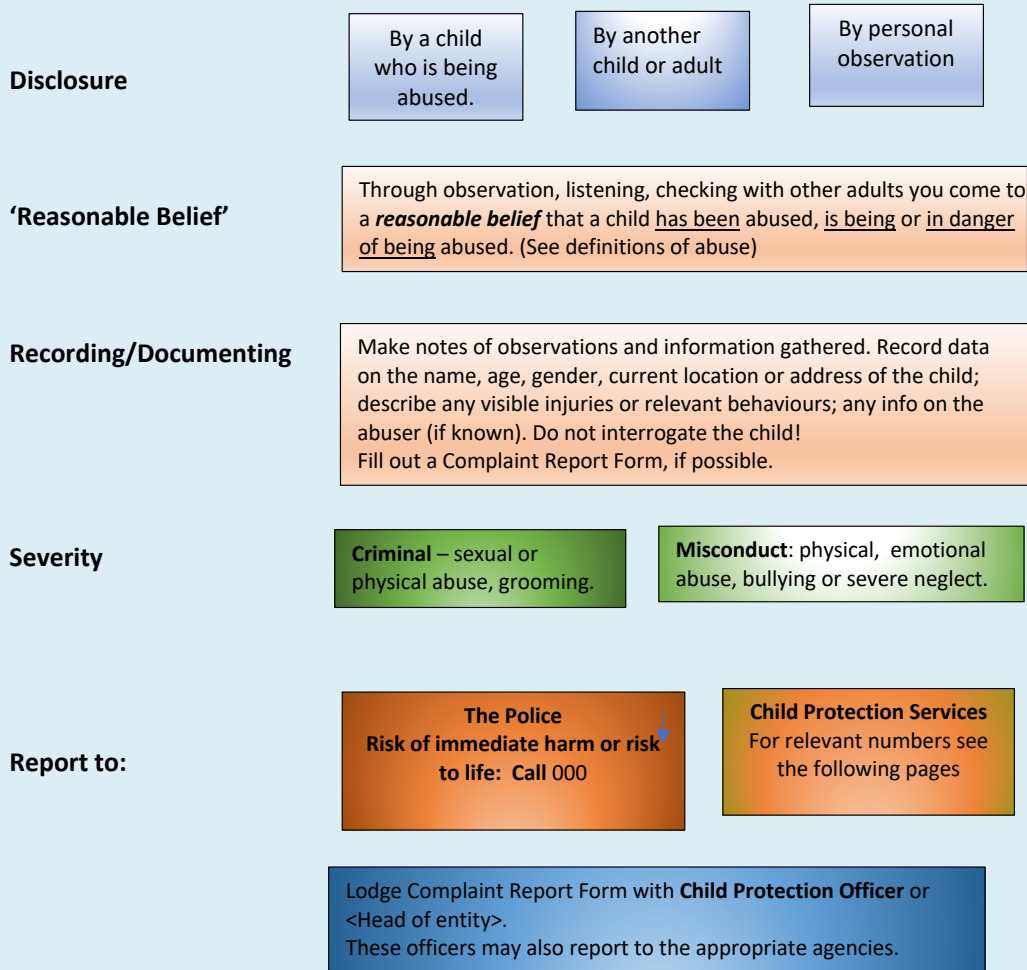 Disclosure
By a child
who is being
abused.
By another
child or adult
By personal
observation
‘Reasonable Belief’
Through observation, listening, checking with other adults you come to
a reasonable belief that a child has been abused, is being or in danger
of being abused. (See definitions of abuse)
Recording/Documenting
Make notes of observations and information gathered. Record data
on the name, age, gender, current location or address of the child;
describe any visible injuries or relevant behaviours; any info on the
abuser (if known). Do not interrogate the child!
Fill out a Complaint Report Form, if possible.
Severity
Criminal – sexual or
physical abuse, grooming.
Misconduct: physical, emotional
abuse, bullying or severe neglect.
Report to:
The Police
Risk of immediate harm or risk
to life: Call 000
Child Protection Services
For relevant numbers see
the following pages
Lodge Complaint Report Form with Child Protection Officer or
<Head of entity>.
These officers may also report to the appropriate agencies.